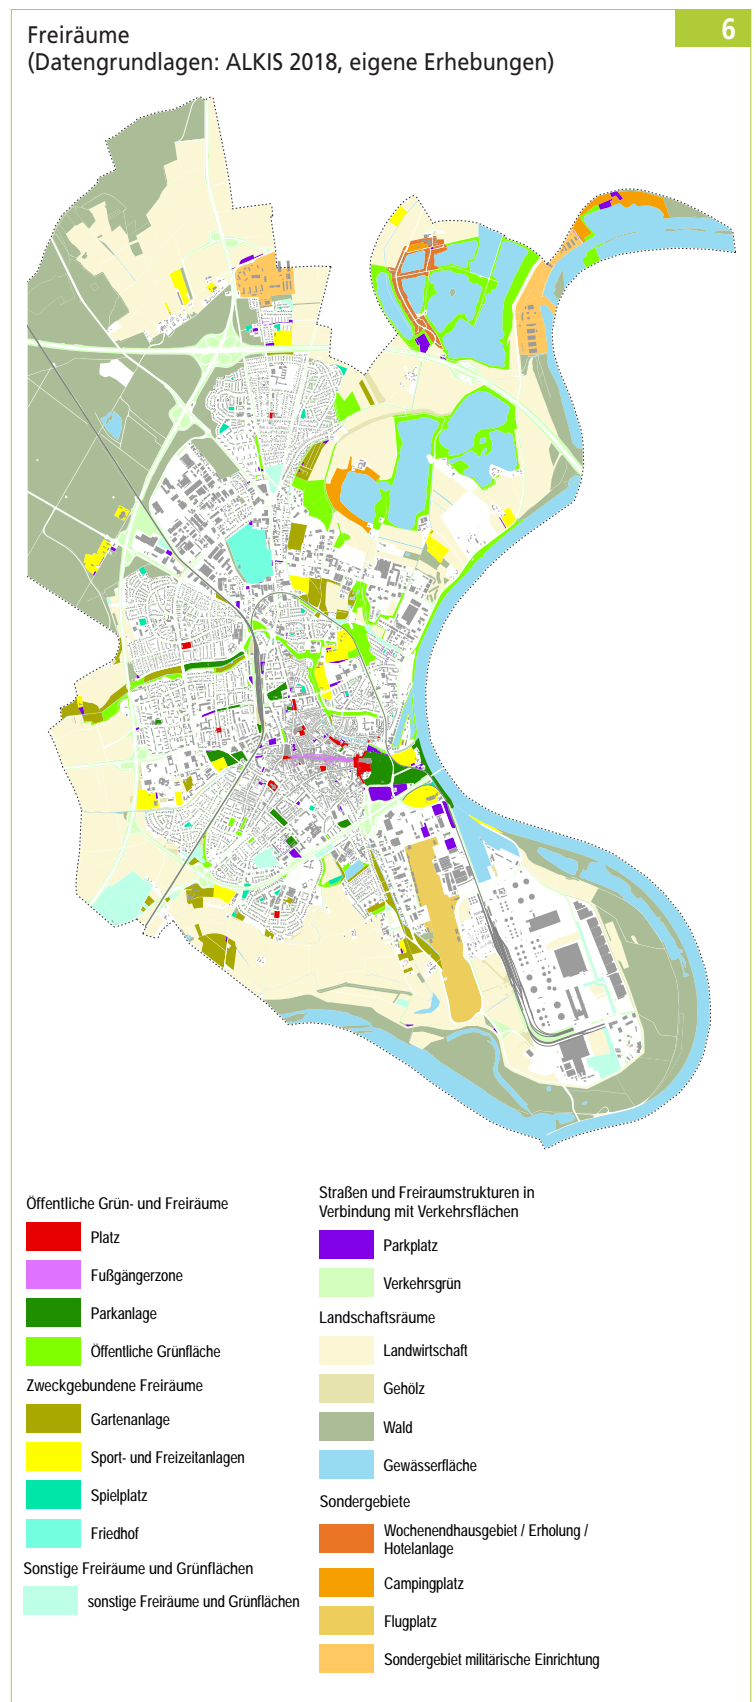 Freiräume
(Datengrundlagen: ALKIS 2018, eigene Erhebungen)
6
Öffentliche Grün- und Freiräume
Platz
Fußgängerzone
Parkanlage
Öffentliche Grünfläche
Zweckgebundene Freiräume
Gartenanlage
Sport- und Freizeitanlagen
Spielplatz
Friedhof
Sonstige Freiräume und Grünflächen
sonstige Freiräume und Grünflächen
Straßen und Freiraumstrukturen in
Verbindung mit Verkehrsflächen
Parkplatz
Verkehrsgrün
Landschaftsräume
Landwirtschaft
Gehölz
Wald
Gewässerfläche
Sondergebiete
Wochenendhausgebiet / Erholung /
Hotelanlage
Campingplatz
Flugplatz
Sondergebiet militärische Einrichtung